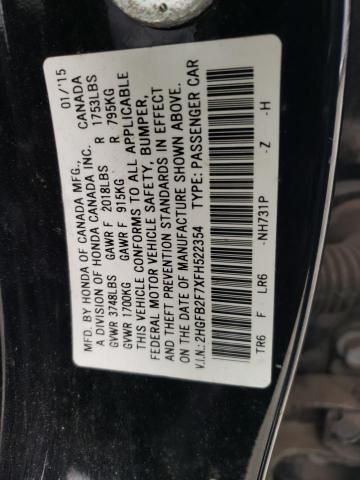 MFD. BY HONDA OF CANADA MFG., 01/'15
A DIVISION OF HONDA CANADA INC. CANADA
GVWR 3748LBS GAWR F 2018LBS R 1753LBS
GVWR 1700KG GAWR F 915KG R 795KG
THIS VEHICLE CONFORMS TO ALL APPLICABLE
FEDERAL MOTOR VEHICLE SAFETY, BUMPER,
AND THEFT PREVENTION STANDARDS IN EFFECT
ON THE DATE OF MANUFACTURE SHOWN ABOVE.
V.I.N.: 2HGFB2F7XFH522354 TYPE: PASSENGER CAR
TR6 F LR6 -NH731P -Z -H